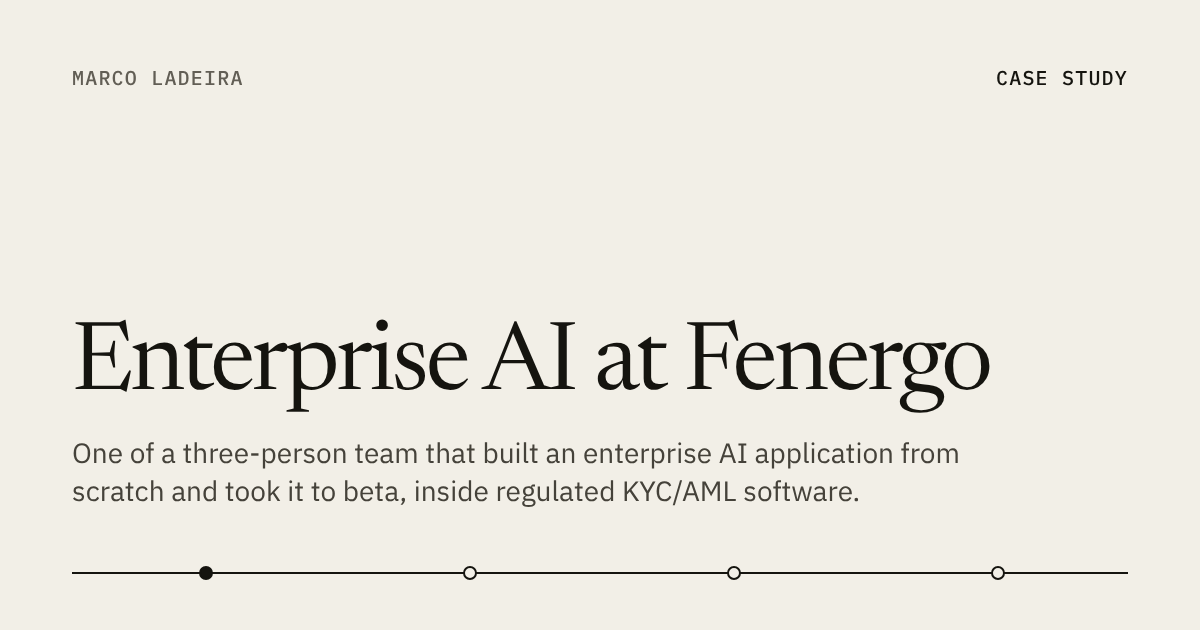 MARCO LADEIRA
CASE STUDY
Enterprise AI at Fenergo
One of a three-person team that built an enterprise AI application from
scratch and took it to beta, inside regulated KYC/AML software.